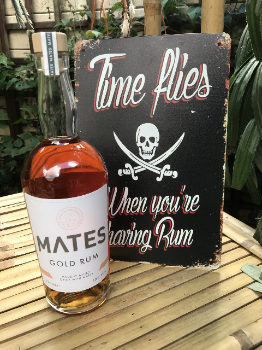 Time flies
When you're
having Rum
MATES
GOLD RUM